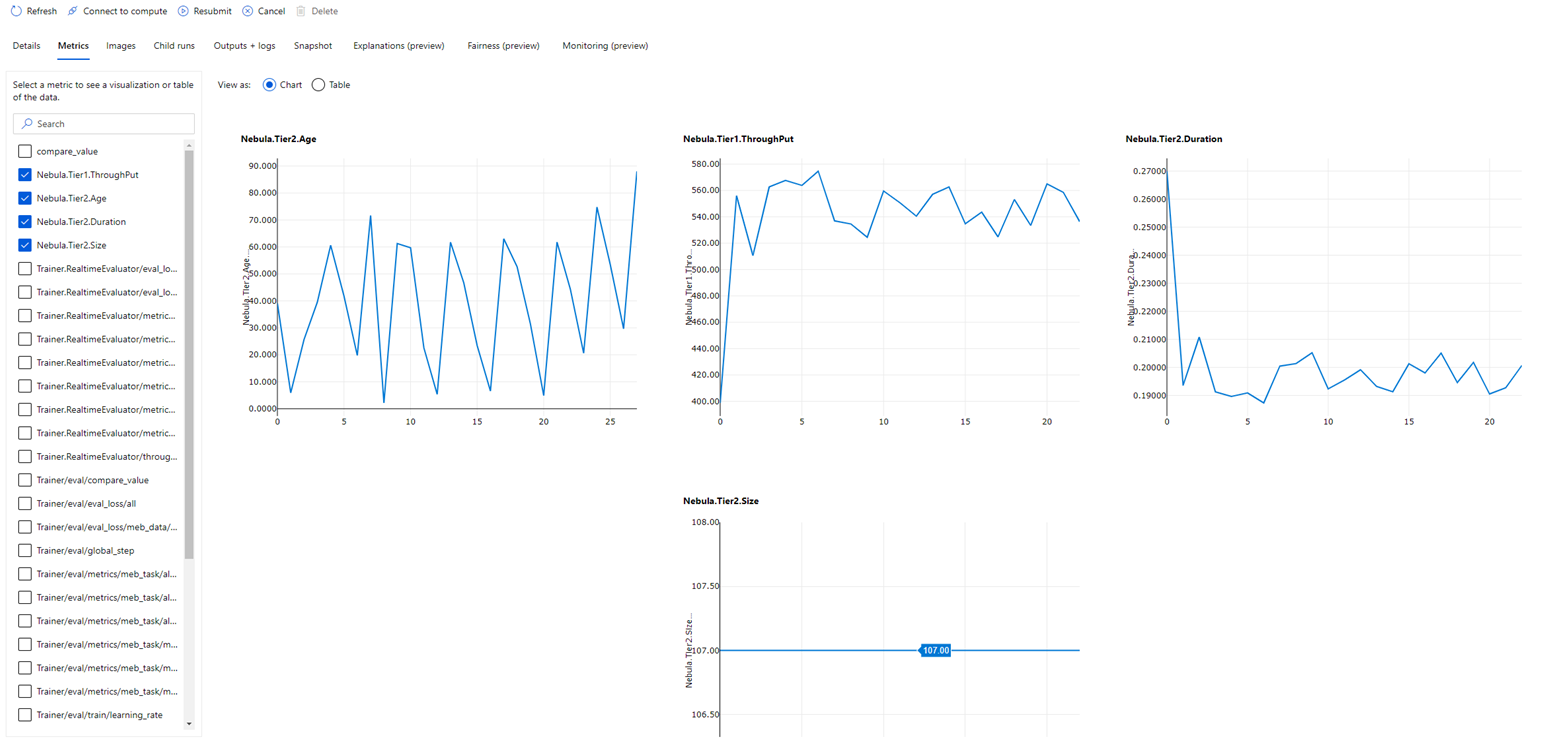 Refresh Connect to compute Resubmit Cancel Delete
Details Metrics Images Child runs Outputs + logs Snapshot Explanations (preview) Fairness (preview) Monitoring (preview)
Select a metric to see a visualization or table
of the data.
Search
compare_value
Nebula.Tier1.ThroughPut
Nebula.Tier2.Age
Nebula.Tier2.Duration
Nebula.Tier2.Size
Trainer.RealtimeEvaluator/eval_lo...
Trainer.RealtimeEvaluator/eval_lo...
Trainer.RealtimeEvaluator/metric...
Trainer.RealtimeEvaluator/metric...
Trainer.RealtimeEvaluator/metric...
Trainer.RealtimeEvaluator/metric...
Trainer.RealtimeEvaluator/metric...
Trainer.RealtimeEvaluator/metric...
Trainer.RealtimeEvaluator/throug...
Trainer/eval/compare_value
Trainer/eval/eval_loss/all
Trainer/eval/eval_loss/meb_data/...
Trainer/eval/global_step
Trainer/eval/metrics/meb_task/al...
Trainer/eval/metrics/meb_task/al...
Trainer/eval/metrics/meb_task/al...
Trainer/eval/metrics/meb_task/m...
Trainer/eval/metrics/meb_task/m...
Trainer/eval/metrics/meb_task/m...
Trainer/eval/train/learning_rate
View as: Chart Table
Nebula.Tier2.Age
90.000
80.000
70.000
60.000
50.000
40.000
30.000
20.000
10.000
0.0000
Nebula.Tier2.Age...
0 5 10 15 20 25
Nebula.Tier1.ThroughPut
580.00
560.00
540.00
520.00
500.00
480.00
460.00
440.00
420.00
400.00
Nebula.Tier1.Thro...
0 5 10 15 20
Nebula.Tier2.Duration
0.27000
0.26000
0.25000
0.24000
0.23000
0.22000
0.21000
0.20000
0.19000
Nebula.Tier2.Dura...
0 5 10 15 20
Nebula.Tier2.Size
108.00
107.50
107.00
106.50
Nebula.Tier2.Size...
107.00